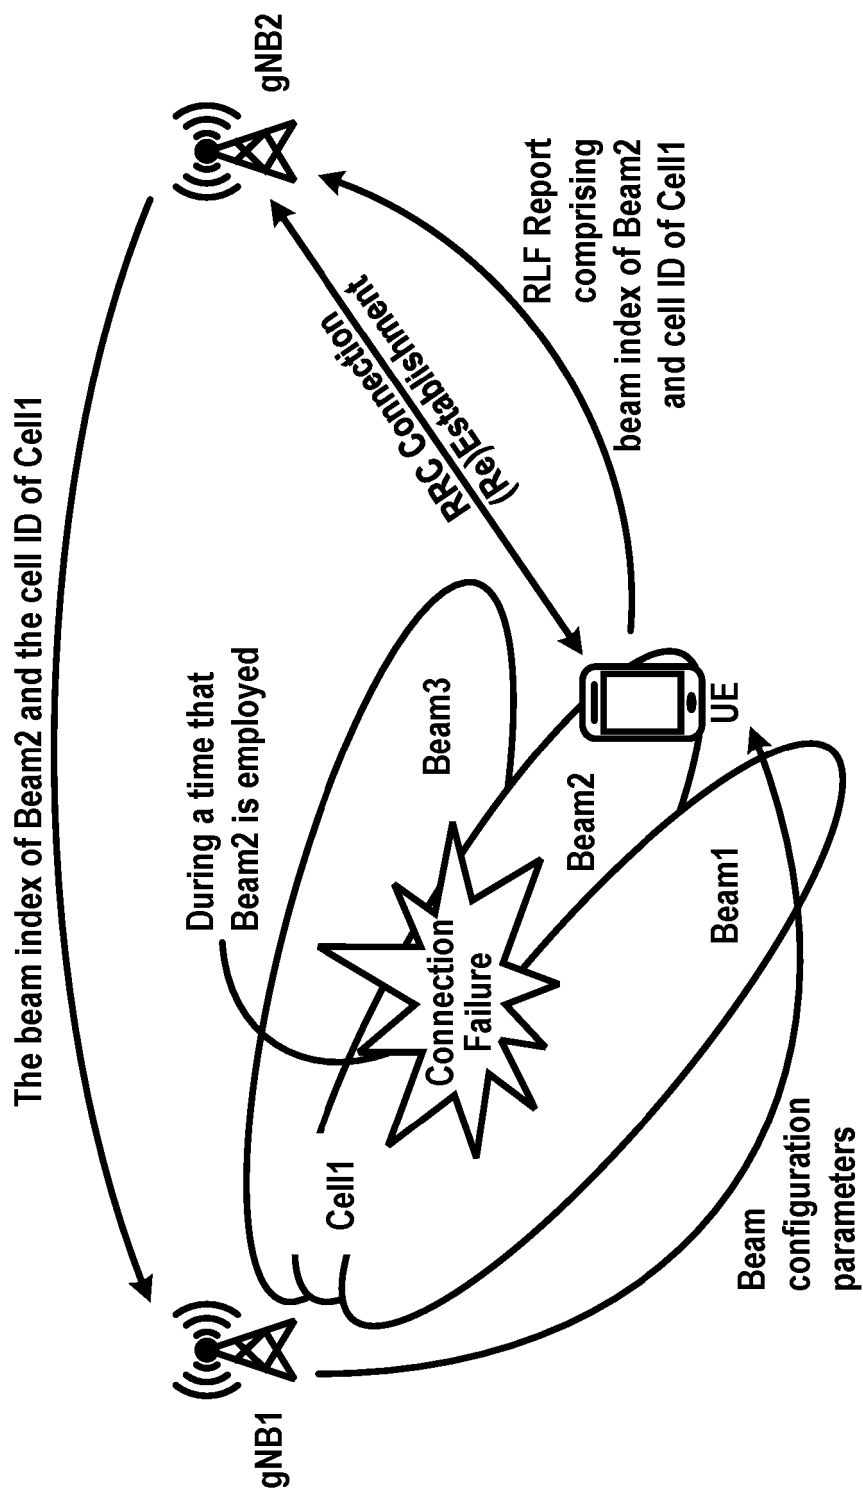 The beam index of Beam2 and the cell ID of Cell1
gNB1
gNB2
During a time that
Beam2 is employed
Cell1
Connection
Failure
Beam3
Beam2
Beam1
RRC Connection
(Re)Establishment
RLF Report
comprising
beam index of Beam2
and cell ID of Cell1
UE
Beam
configuration
parameters